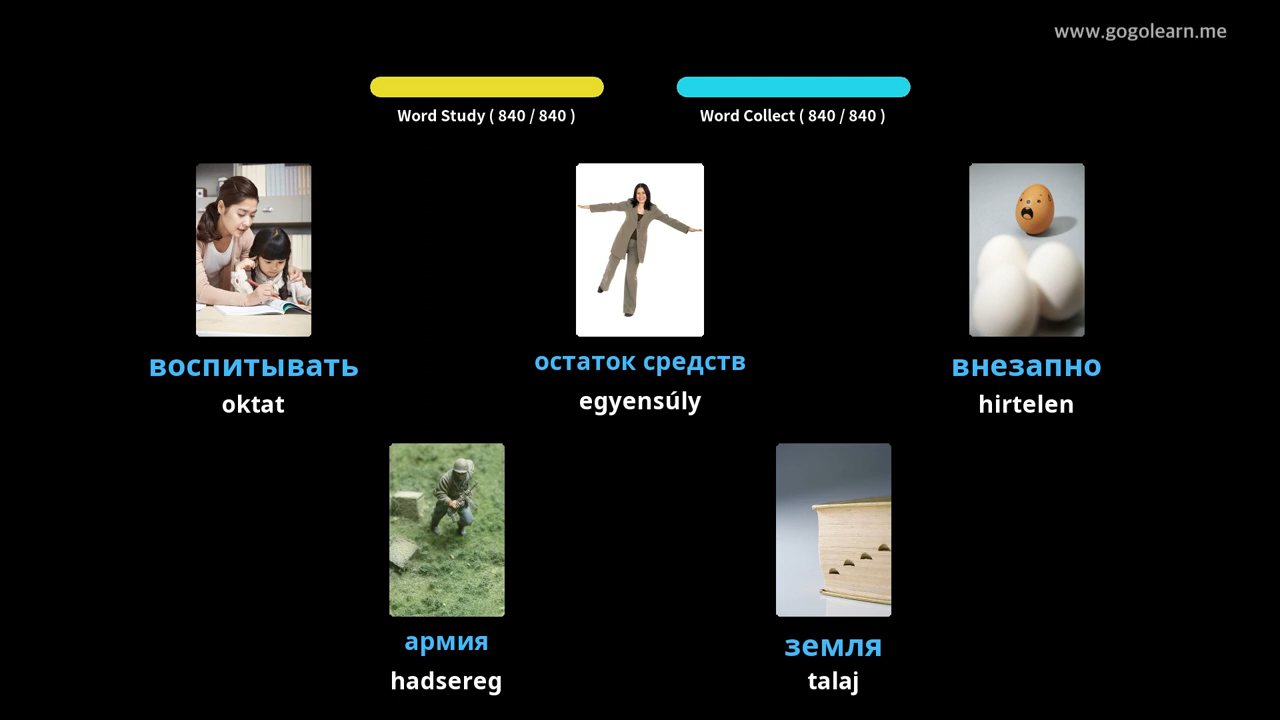 www.gogolearn.me
Word Study ( 840 / 840 )
Word Collect ( 840 / 840 )
воспитывать
oktat
остаток средств
egyensúly
внезапно
hirtelen
армия
hadsereg
земля
talaj